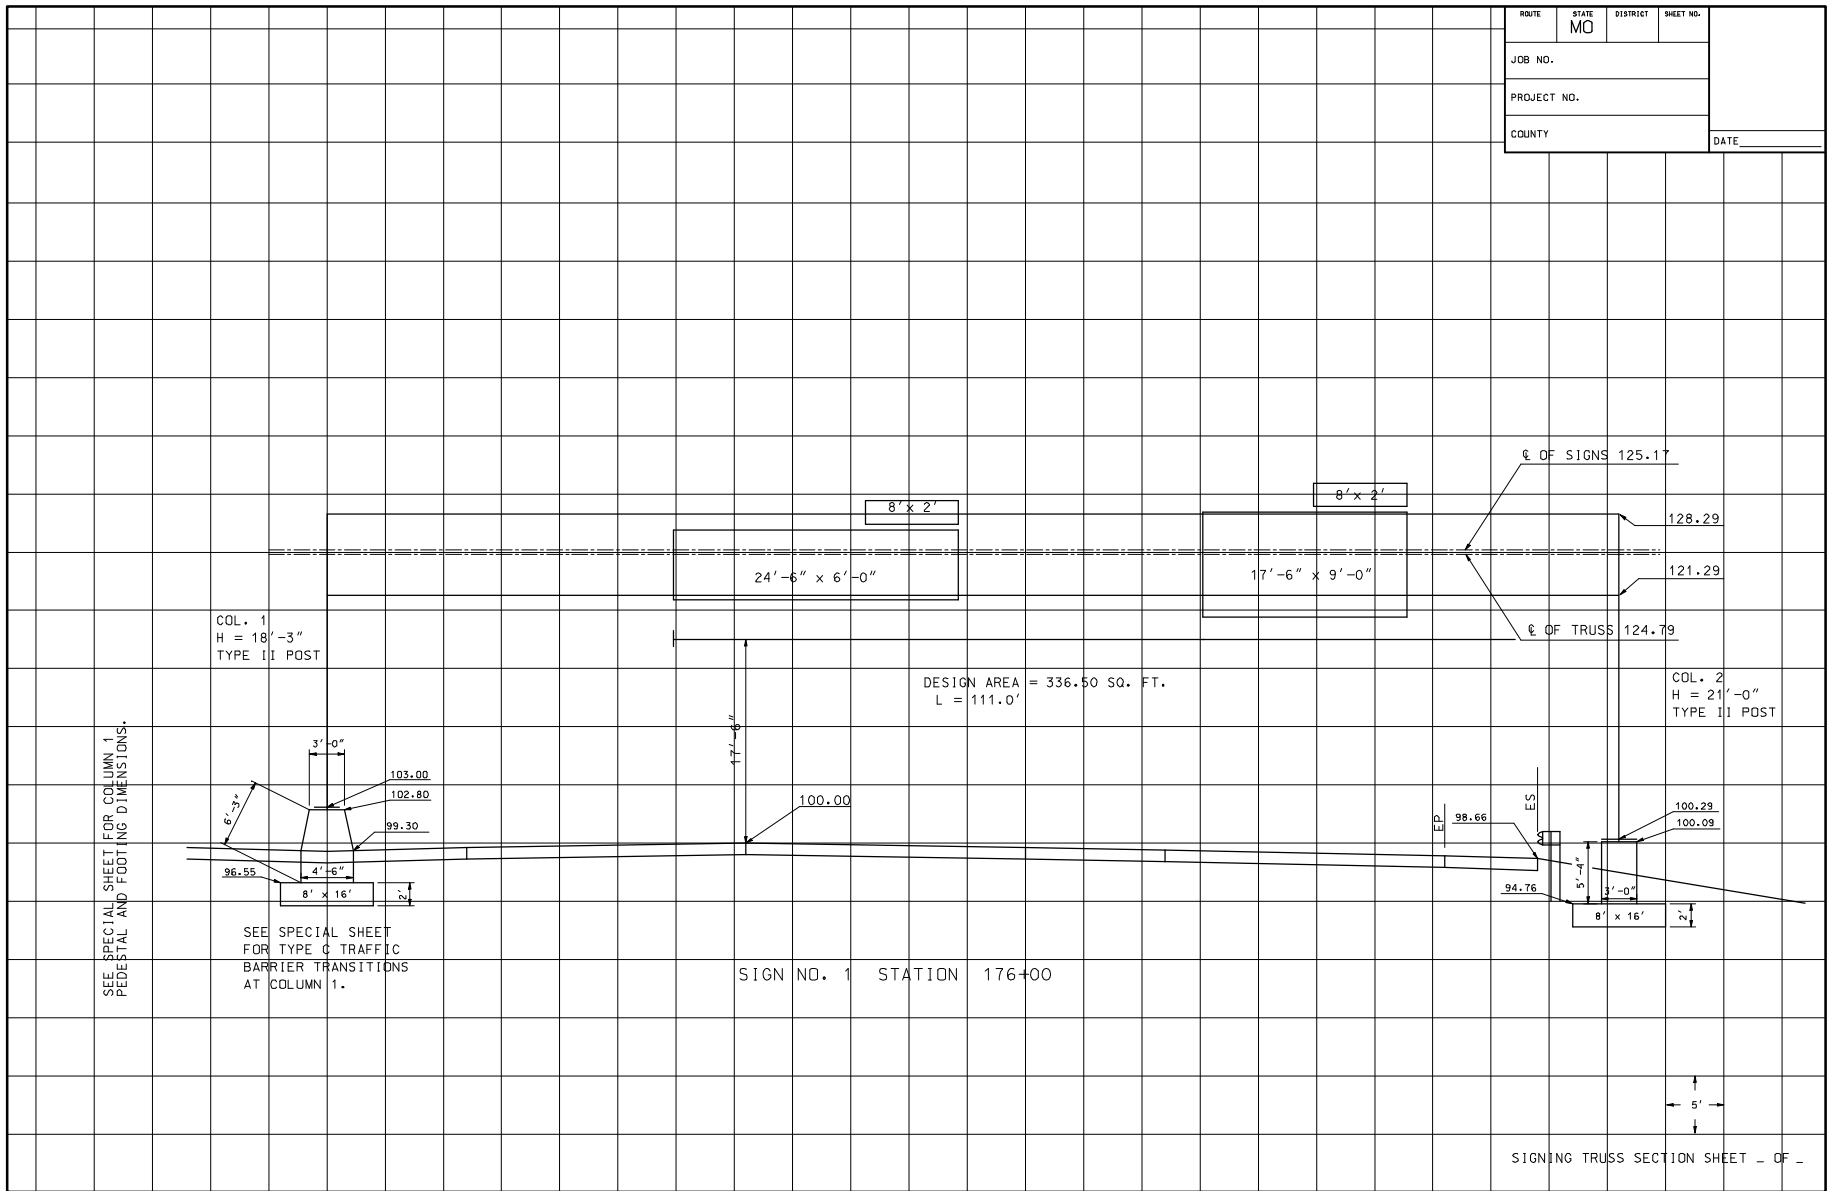 ROUTE
STATE
DISTRICT
SHEET NO.
MO
JOB NO.
PROJECT NO.
COUNTY
DATE
℄ OF SIGNS 125.17
8' x 2'
8' x 2'
128.29
24'-6" x 6'-0"
17'-6" x 9'-0"
121.29
COL. 1
H = 18'-3"
TYPE II POST
℄ OF TRUSS 124.79
DESIGN AREA = 336.50 SQ. FT.
L = 111.0'
COL. 2
H = 21'-0"
TYPE II POST
17'-6"
SEE SPECIAL SHEET FOR COLUMN 1
PEDESTAL AND FOOTING DIMENSIONS.
3'-0"
103.00
102.80
6'-3"
99.30
100.00
EP
98.66
ES
100.29
100.09
96.55
4'-6"
8' x 16'
2'
5'-4"
94.76
3'-0"
8' x 16'
2'
SEE SPECIAL SHEET
FOR TYPE C TRAFFIC
BARRIER TRANSITIONS
AT COLUMN 1.
SIGN NO. 1 STATION 176+00
5'
SIGNING TRUSS SECTION SHEET _ OF _